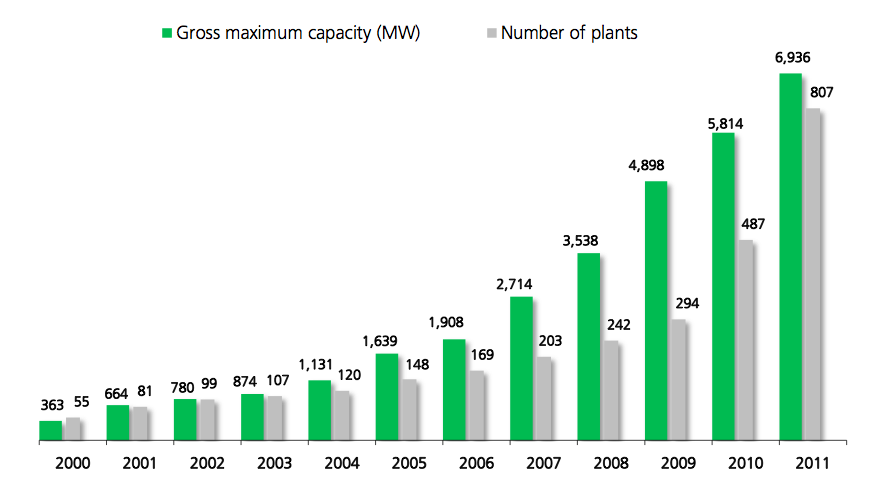 Gross maximum capacity (MW) Number of plants
363 55 664 81 780 99 874 107 1,131 120 1,639 148 1,908 169 2,714 203 3,538 242 4,898 294 5,814 487 6,936 807
2000 2001 2002 2003 2004 2005 2006 2007 2008 2009 2010 2011